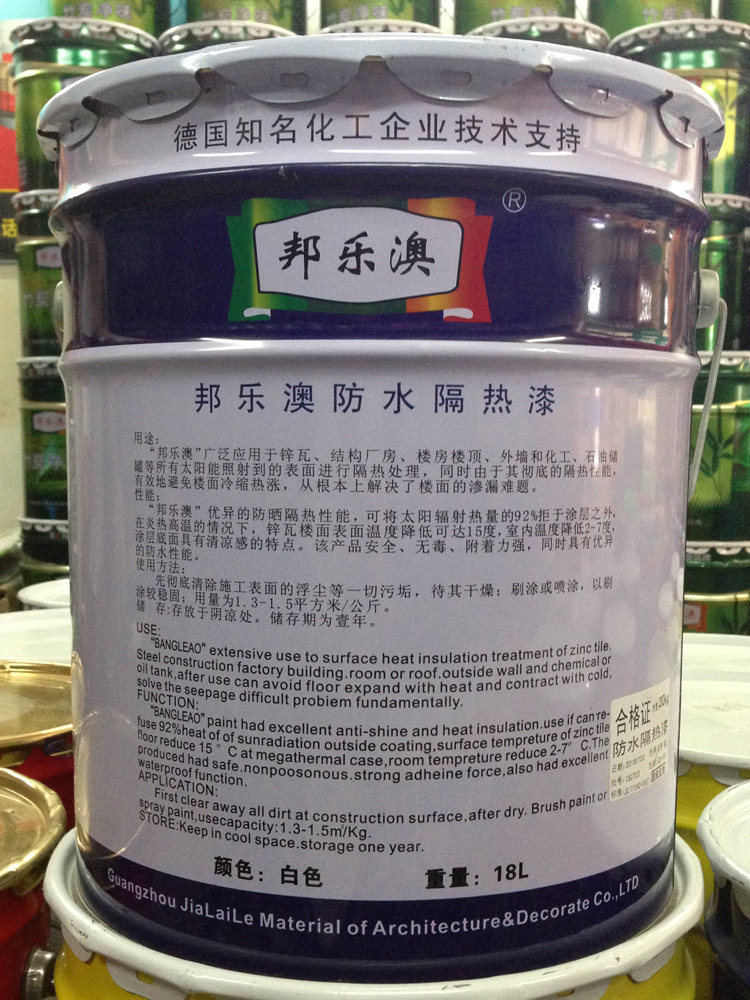 德国知名化工企业技术支持
®
邦乐澳
邦乐澳防水隔热漆
用途：
“邦乐澳”广泛应用于锌瓦、结构厂房、楼房楼顶、外墙和化工、石油储
罐等所有太阳能照射到的表面进行隔热处理，同时由于其彻底的隔热性能，
有效地避免楼面冷缩热涨，从根本上解决了楼面的渗漏难题。
性能：
“邦乐澳”优异的防晒隔热性能，可将太阳辐射热量的92%拒于涂层之外，
在炎热高温的情况下，锌瓦楼面表面温度降低可达15度，室内温度降低2-7度，
涂层底面具有清凉感的特点。该产品安全、无毒、附着力强，同时具有优异
的防水性能。
使用方法：
先彻底清除施工表面的浮尘等一切污垢，待其干燥；刷涂或喷涂，以刷
涂较稳固；用量为1.3-1.5平方米/公斤。
储 存:存放于阴凉处。储存期为壹年。
USE:
"BANGLEAO" extensive use to surface heat insulation treatment of zinc tile.
Steel construction factory building.room or roof.outside wall and chemical or
oil tank,after use can avoid floor expand with heat and contract with cold,
solve the seepage difficult probiem fundamentally.
FUNCTION:
"BANGLEAO" paint had excellent anti-shine and heat insulation.use if can're-
fuse 92%heat of of sunradiation outside coating,surface tempreture of zinc tile
floor reduce 15 °C at megathermal case,room tempreture reduce 2-7°C.The
produced had safe.nonpoosonous.strong adheine force,also had excellent
waterproof function.
APPLICATION:
First clear away all dirt at construction surface,after dry. Brush paint or
spray paint,usecapacity:1.3-1.5㎡/Kg.
STORE:Keep in cool space.storage one year.
颜色：白色 重量：18L
Guangzhou JiaLaiLe Material of Architecture&Decorate Co.,LTD
合格证
20kg
防水隔热漆